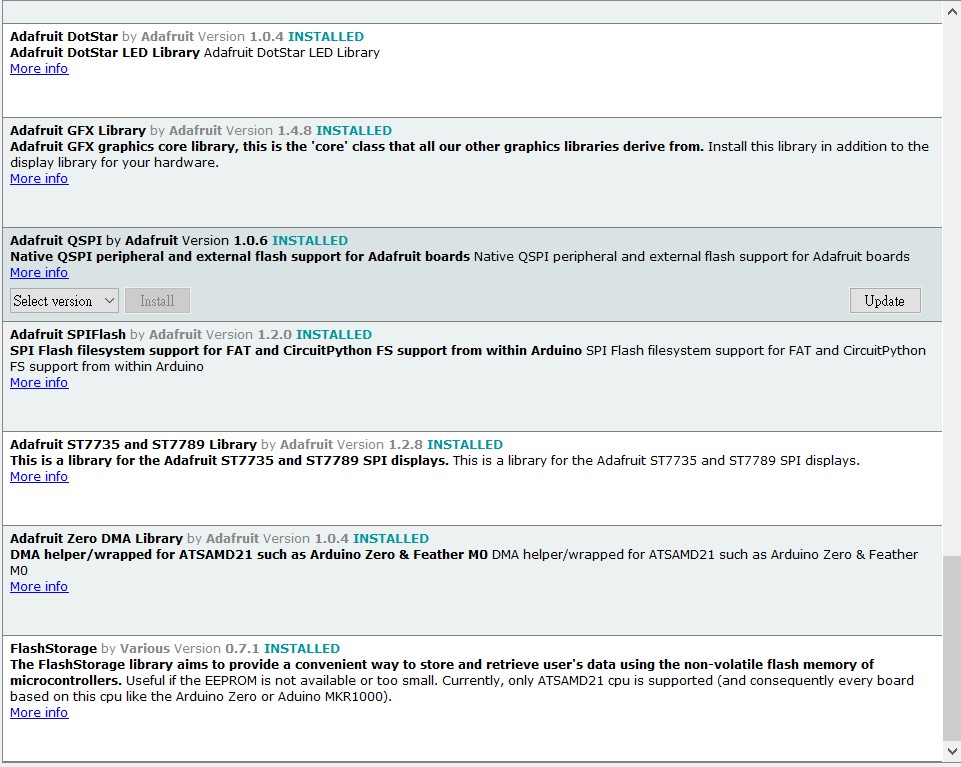 Adafruit DotStar by Adafruit Version 1.0.4 INSTALLED
Adafruit DotStar LED Library Adafruit DotStar LED Library
More info
Adafruit GFX Library by Adafruit Version 1.4.8 INSTALLED
Adafruit GFX graphics core library, this is the 'core' class that all our other graphics libraries derive from. Install this library in addition to the
display library for your hardware.
More info
Adafruit QSPI by Adafruit Version 1.0.6 INSTALLED
Native QSPI peripheral and external flash support for Adafruit boards Native QSPI peripheral and external flash support for Adafruit boards
More info
Select version Install Update
Adafruit SPIFlash by Adafruit Version 1.2.0 INSTALLED
SPI Flash filesystem support for FAT and CircuitPython FS support from within Arduino SPI Flash filesystem support for FAT and CircuitPython
FS support from within Arduino
More info
Adafruit ST7735 and ST7789 Library by Adafruit Version 1.2.8 INSTALLED
This is a library for the Adafruit ST7735 and ST7789 SPI displays. This is a library for the Adafruit ST7735 and ST7789 SPI displays.
More info
Adafruit Zero DMA Library by Adafruit Version 1.0.4 INSTALLED
DMA helper/wrapped for ATSAMD21 such as Arduino Zero & Feather M0 DMA helper/wrapped for ATSAMD21 such as Arduino Zero & Feather
M0
More info
FlashStorage by Various Version 0.7.1 INSTALLED
The FlashStorage library aims to provide a convenient way to store and retrieve user's data using the non-volatile flash memory of
microcontrollers. Useful if the EEPROM is not available or too small. Currently, only ATSAMD21 cpu is supported (and consequently every board
based on this cpu like the Arduino Zero or Aduino MKR1000).
More info